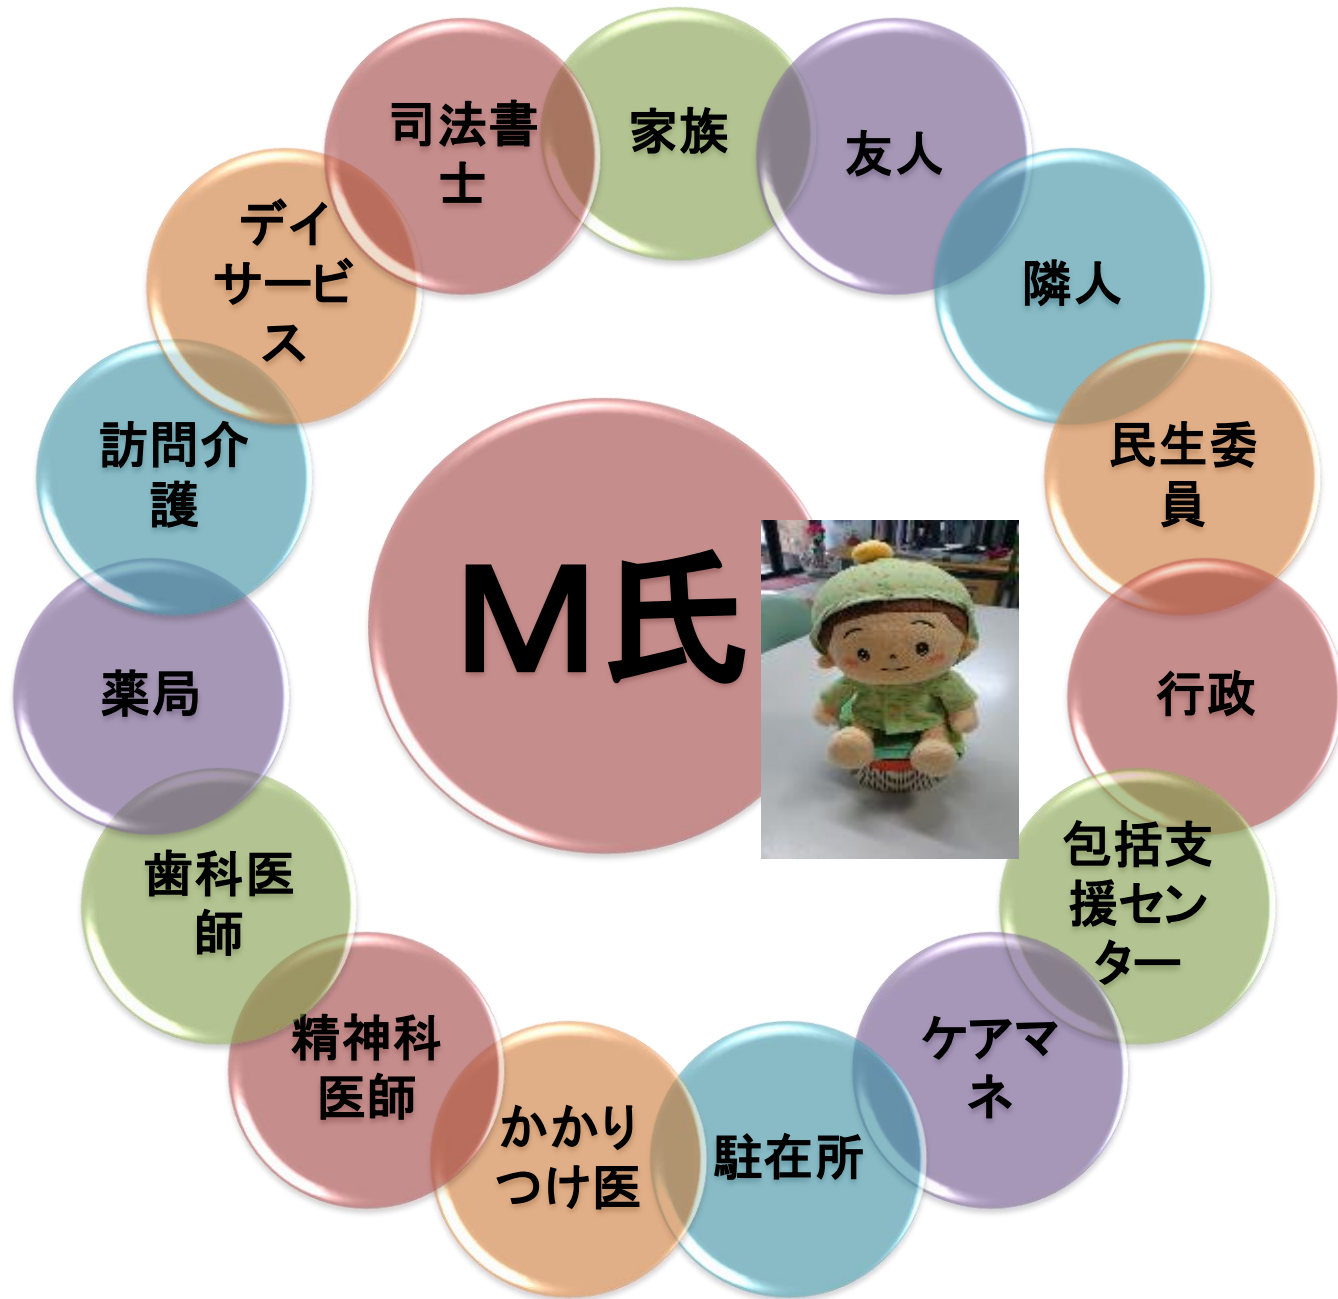 司法書
士
家族
友人
隣人
民生委
員
行政
包括支
援セン
ター
ケアマ
ネ
駐在所
かかり
つけ医
精神科
医師
歯科医
師
薬局
訪問介
護
デイ
サービ
ス
M氏